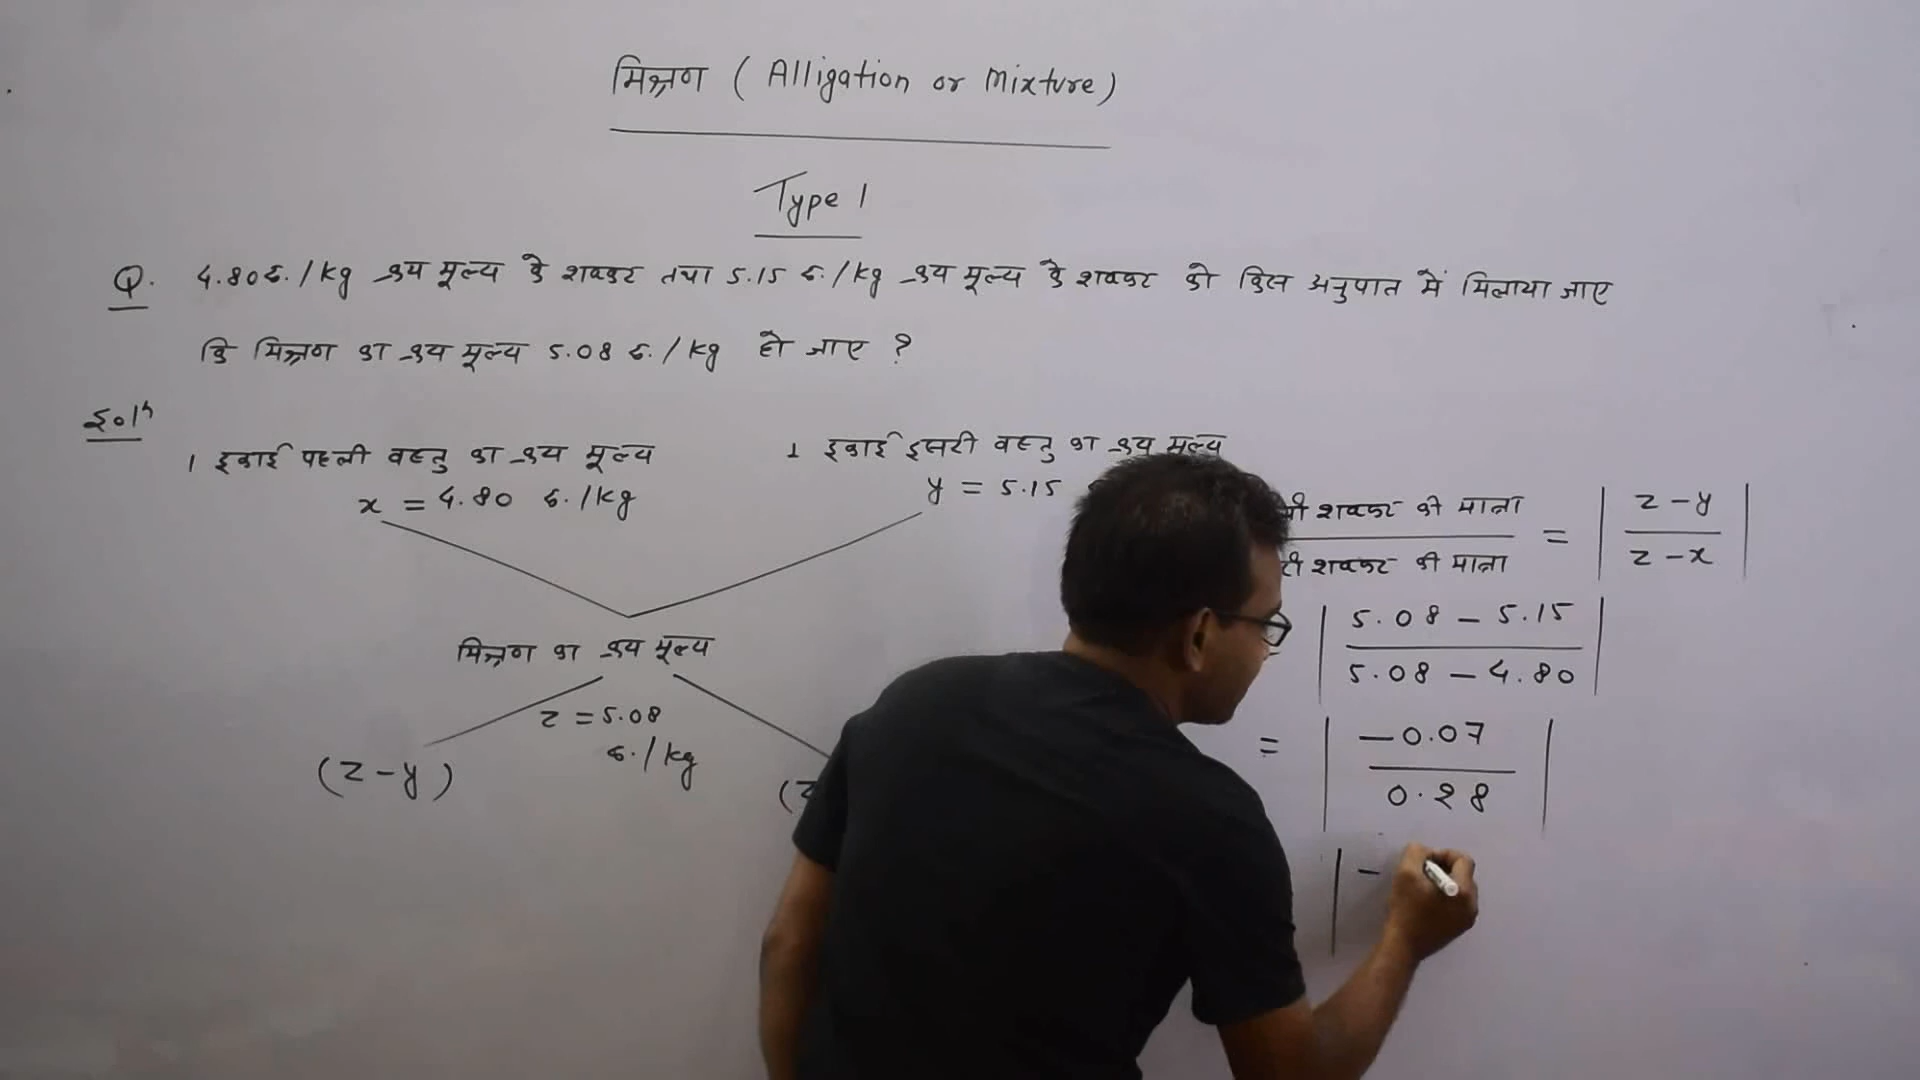 मिश्रण ( Alligation or Mixture)
Type 1
Q. 4.80 रु./kg क्रय मूल्य के शक्कर तथा 5.15 रु./kg क्रय मूल्य के शक्कर को किस अनुपात में मिलाया जाए
कि मिश्रण का क्रय मूल्य 5.08 रु./kg हो जाए ?
Solⁿ
1 इकाई पहली वस्तु का क्रय मूल्य
x = 4.80 रु./kg
1 इकाई दूसरी वस्तु का क्रय मूल्य
y = 5.15
मिश्रण का क्रय मूल्य
z = 5.08
रु./kg
(z-y)
(z
शक्कर की मात्रा
शक्कर की मात्रा
= | z-y
z-x |
| 5.08 - 5.15
5.08 - 4.80 |
= | -0.07
0.28 |
| -